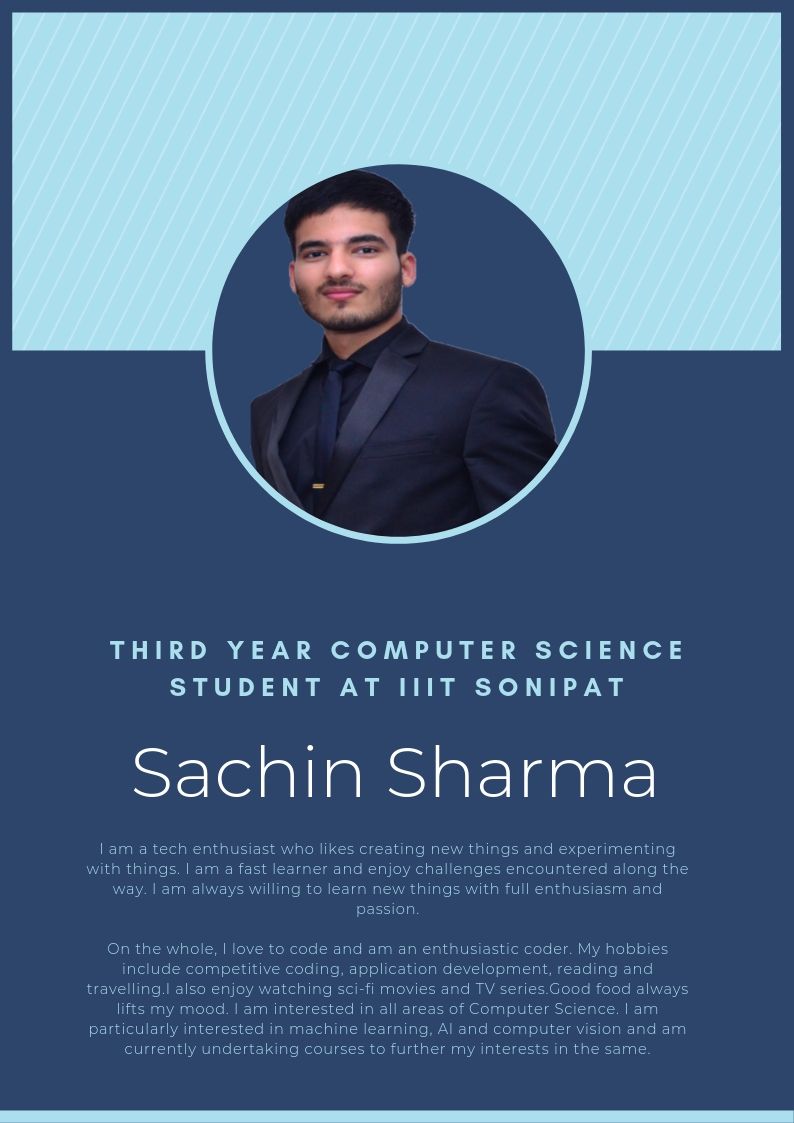 THIRD YEAR COMPUTER SCIENCE
STUDENT AT IIIT SONIPAT
Sachin Sharma
I am a tech enthusiast who likes creating new things and experimenting
with things. I am a fast learner and enjoy challenges encountered along the
way. I am always willing to learn new things with full enthusiasm and
passion.
On the whole, I love to code and am an enthusiastic coder. My hobbies
include competitive coding, application development, reading and
travelling.I also enjoy watching sci-fi movies and TV series.Good food always
lifts my mood. I am interested in all areas of Computer Science. I am
particularly interested in machine learning, AI and computer vision and am
currently undertaking courses to further my interests in the same.